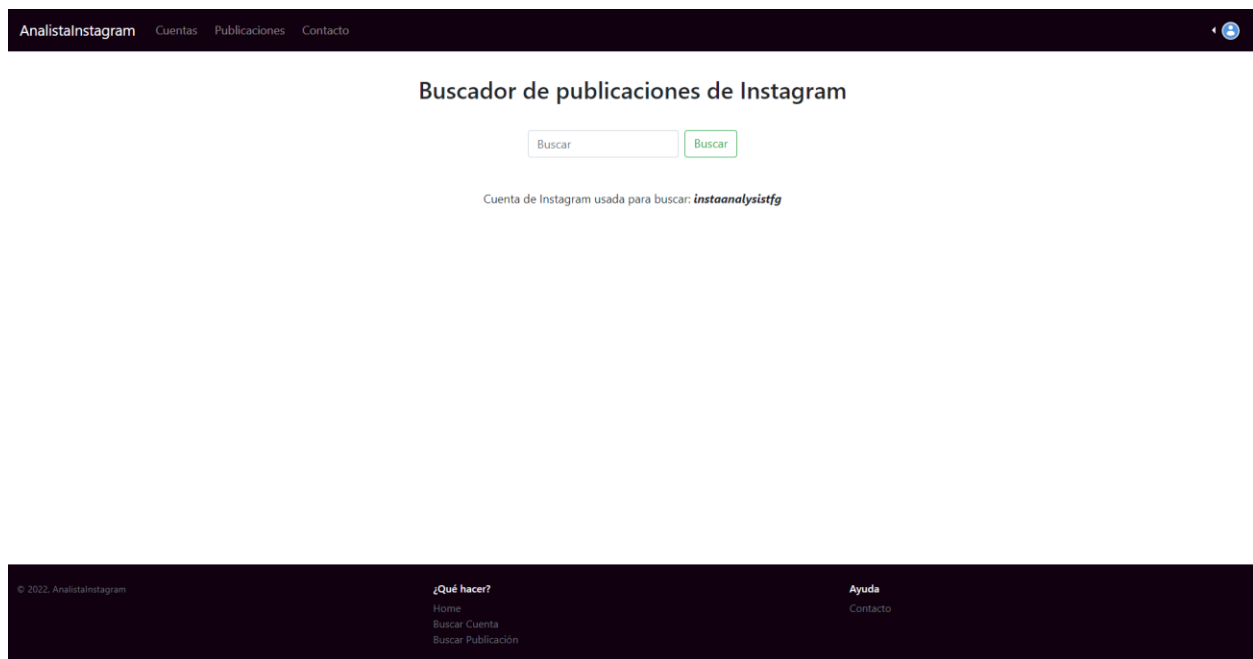 AnalistaInstagram Cuentas Publicaciones Contacto
Buscador de publicaciones de Instagram
Buscar Buscar
Cuenta de Instagram usada para buscar: instaanalysistfg
© 2022. AnalistaInstagram
¿Qué hacer?
Home
Buscar Cuenta
Buscar Publicación
Ayuda
Contacto